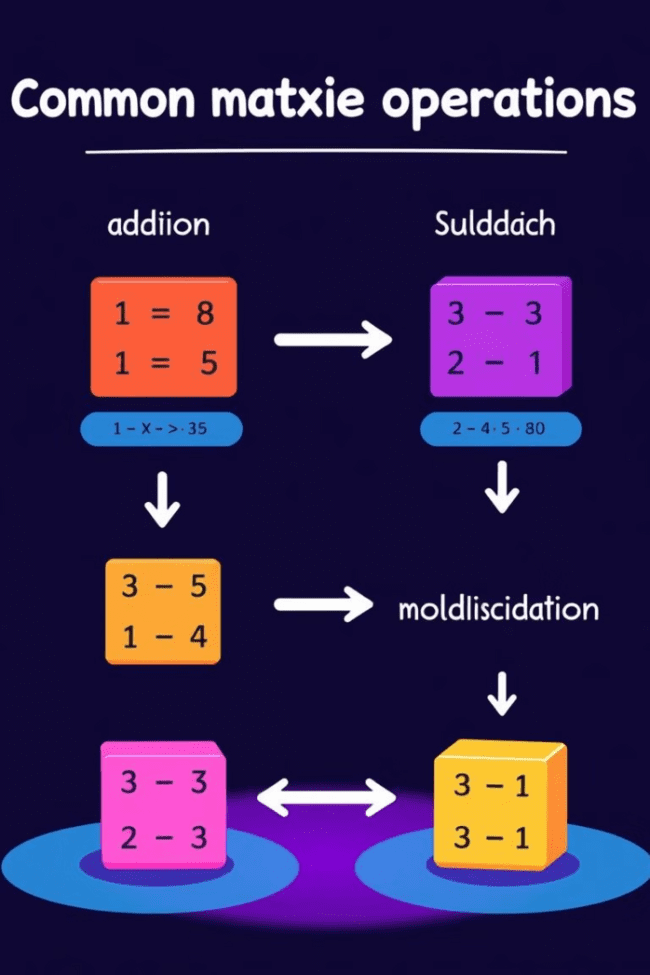 Common matxie operations
addiion
Sulddach
1 = 8
1 = 5
3 – 3
2 – 1
1 – X – > · 35
2 – 4 · 5 · 80
3 – 5
1 – 4
moldliscidation
3 – 3
2 – 3
3 – 1
3 – 1